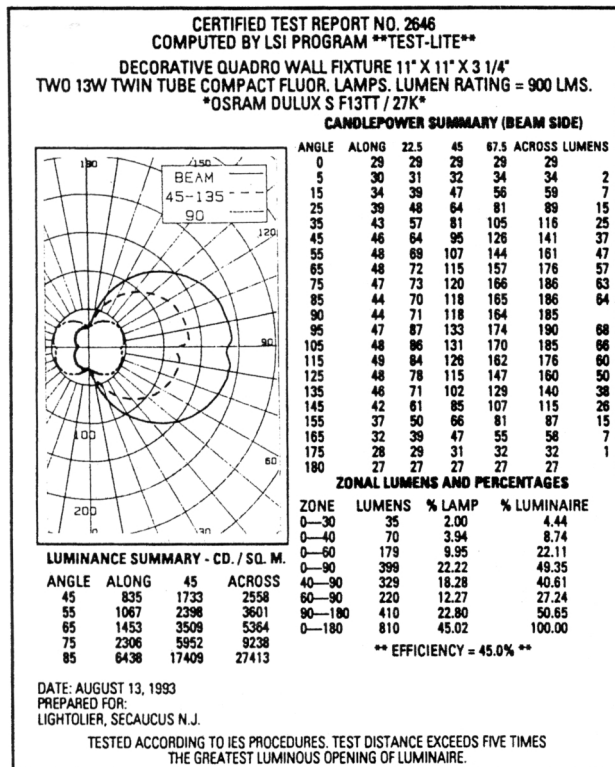 CERTIFIED TEST REPORT NO. 2646
COMPUTED BY LSI PROGRAM **TEST-LITE**
DECORATIVE QUADRO WALL FIXTURE 11" X 11" X 3 1/4"
TWO 13W TWIN TUBE COMPACT FLUOR. LAMPS. LUMEN RATING = 900 LMS.
*OSRAM DULUX S F13TT / 27K*
CANDLEPOWER SUMMARY (BEAM SIDE)
ANGLE ALONG 22.5 45 67.5 ACROSS LUMENS
0 29 29 29 29 29
5 30 31 32 34 34 2
15 34 39 47 56 59 7
25 39 48 64 81 89 15
35 43 57 81 105 116 25
45 46 64 95 126 141 37
55 48 69 107 144 161 47
65 48 72 115 157 176 57
75 47 73 120 166 186 63
85 44 70 118 165 186 64
90 44 71 118 164 185
95 47 87 133 174 190 68
105 48 86 131 170 185 66
115 49 84 126 162 176 60
125 48 78 115 147 160 50
135 46 71 102 129 140 38
145 42 61 85 107 115 26
155 37 50 66 81 87 15
165 32 39 47 55 58 7
175 28 29 31 32 32 1
180 27 27 27 27 27
180 150
BEAM
45-135
90
120
90
100
60
200
0 30
ZONAL LUMENS AND PERCENTAGES
ZONE LUMENS % LAMP % LUMINAIRE
0—30 35 2.00 4.44
0—40 70 3.94 8.74
0—60 179 9.95 22.11
0—90 399 22.22 49.35
40—90 329 18.28 40.61
60—90 220 12.27 27.24
90—180 410 22.80 50.65
0—180 810 45.02 100.00
** EFFICIENCY = 45.0% **
LUMINANCE SUMMARY - CD. / SQ. M.
ANGLE ALONG 45 ACROSS
45 835 1733 2558
55 1067 2398 3601
65 1453 3509 5364
75 2306 5952 9238
85 6438 17409 27413
DATE: AUGUST 13, 1993
PREPARED FOR:
LIGHTOLIER, SECAUCUS N.J.
TESTED ACCORDING TO IES PROCEDURES. TEST DISTANCE EXCEEDS FIVE TIMES
THE GREATEST LUMINOUS OPENING OF LUMINAIRE.